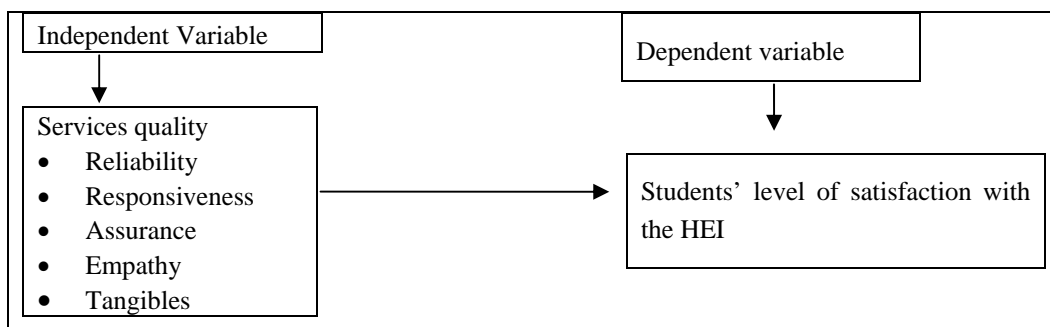 Independent Variable
Services quality
• Reliability
• Responsiveness
• Assurance
• Empathy
• Tangibles
Dependent variable
Students’ level of satisfaction with
the HEI